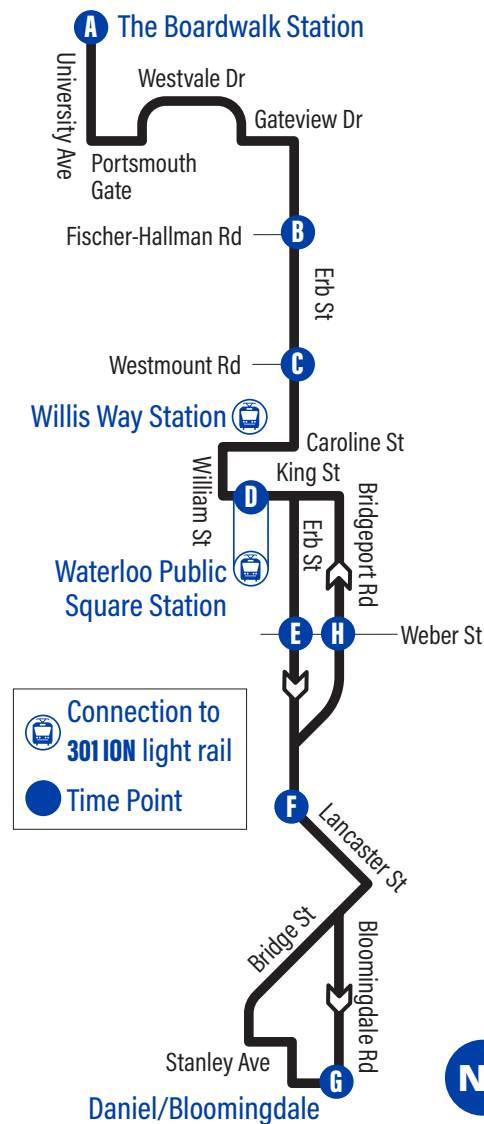 A The Boardwalk Station
University Ave
Westvale Dr
Gateview Dr
Portsmouth
Gate
Fischer-Hallman Rd
B
Erb St
Westmount Rd
C
Willis Way Station
Caroline St
William St
King St
D
Bridgeport Rd
Erb St
Waterloo Public
Square Station
E
H
Weber St
Connection to
301 ION light rail
Time Point
F
Lancaster St
Bridge St
Bloomingdale Rd
Stanley Ave
G
Daniel/Bloomingdale
N